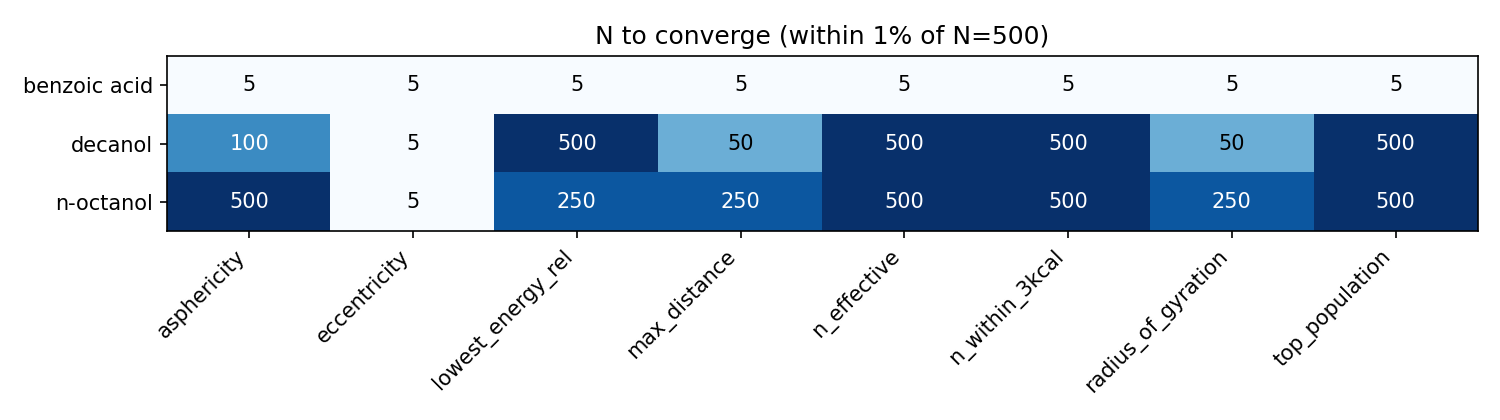 N to converge (within 1% of N=500)
benzoic acid 5 5 5 5 5 5 5 5
decanol 100 5 500 50 500 500 50 500
n-octanol 500 5 250 250 500 500 250 500
asphericity eccentricity lowest_energy_rel max_distance n_effective n_within_3kcal radius_of_gyration top_population